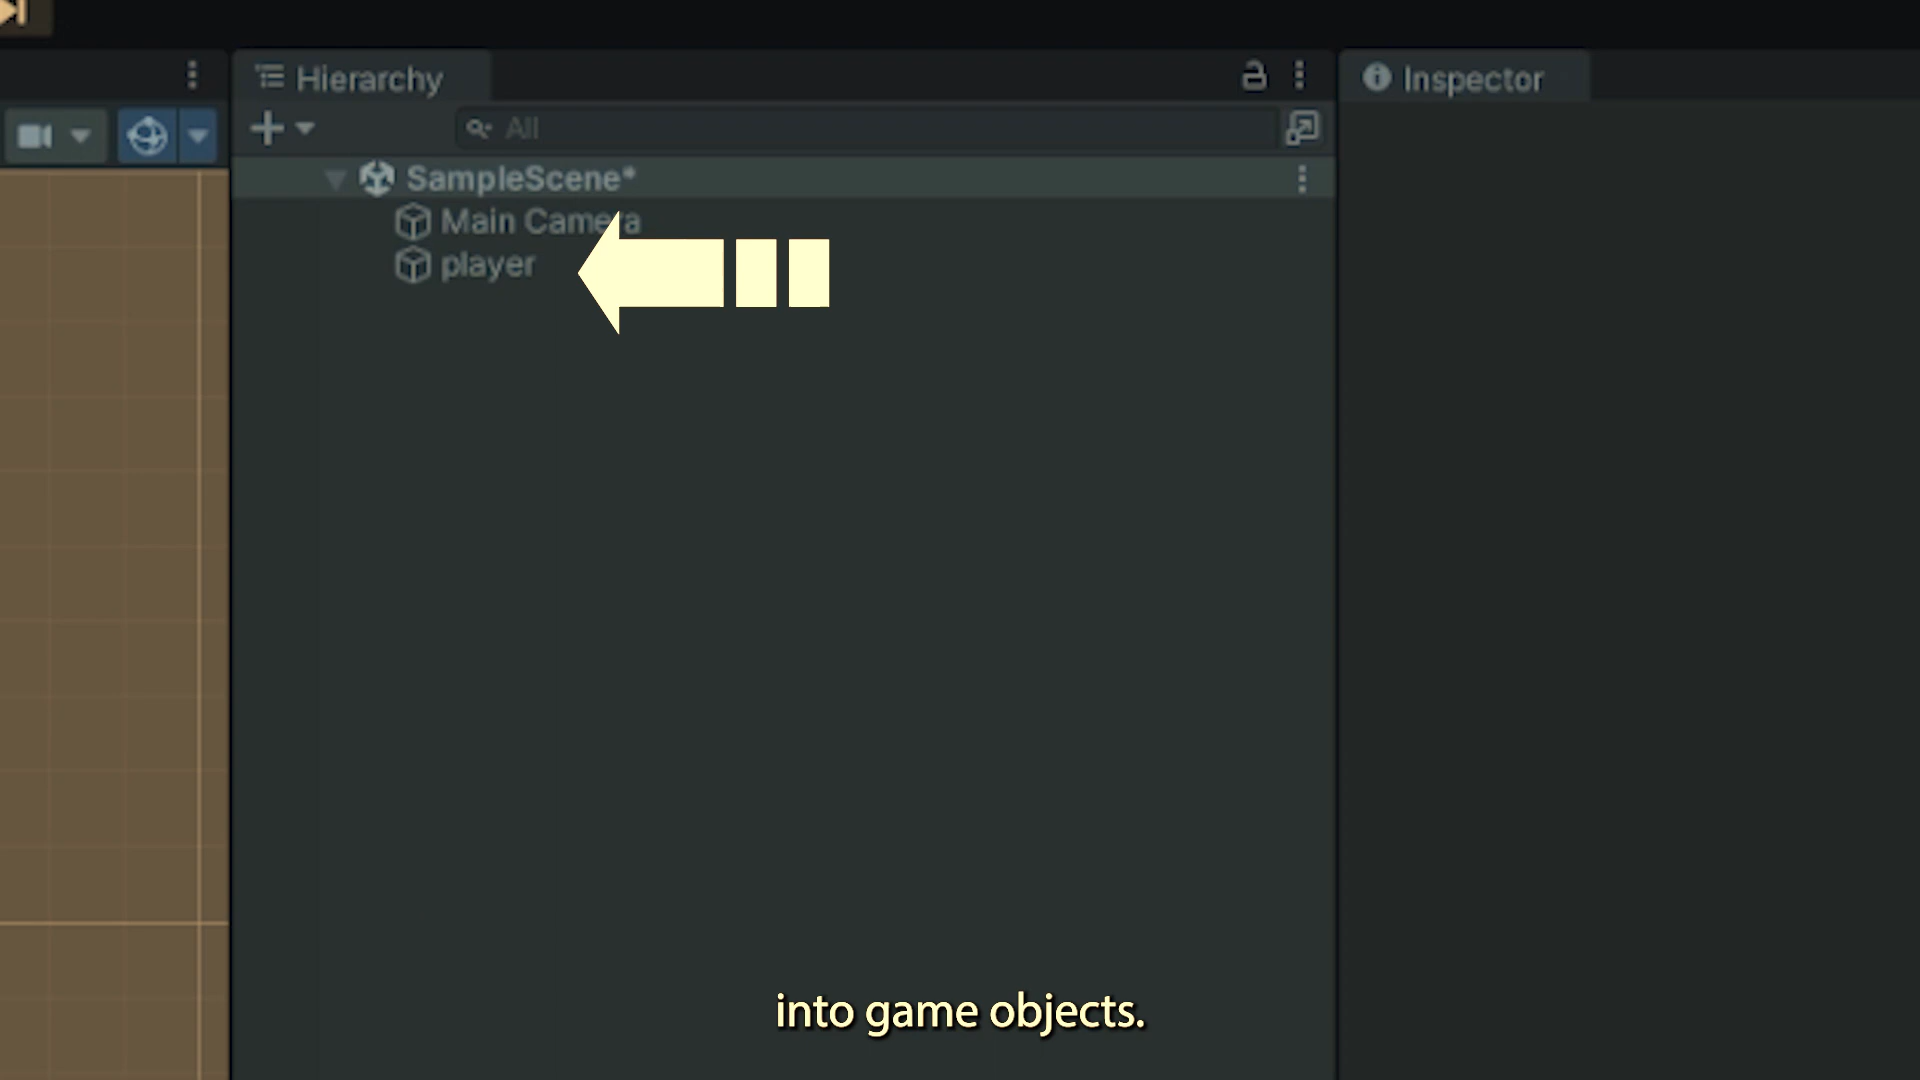 Hierarchy
Inspector
All
SampleScene*
Main Camera
player
into game objects.